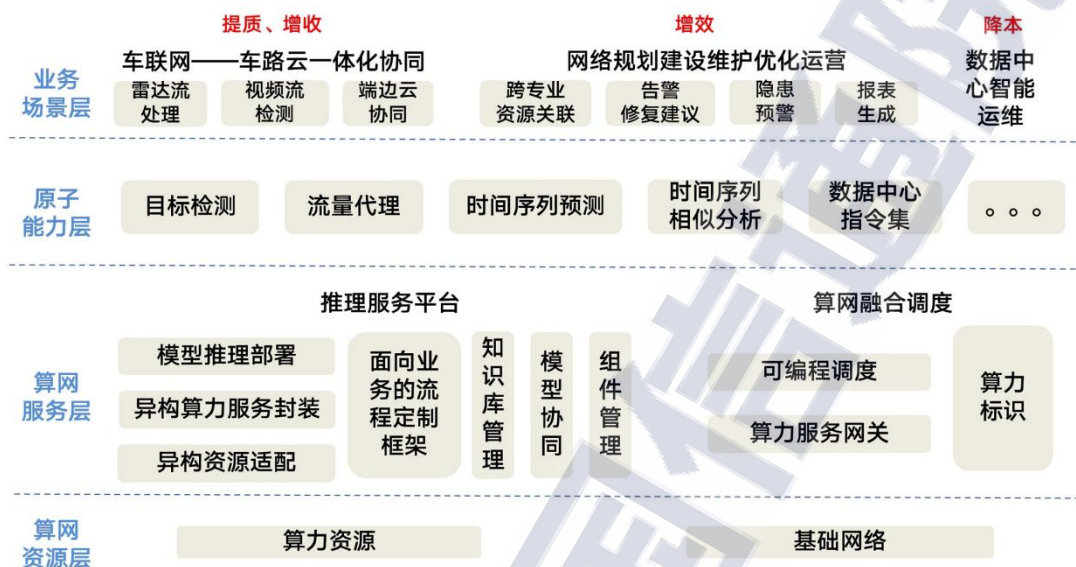 提质、增收
增效
降本
业务
场景层
车联网——车路云一体化协同
雷达流
处理
视频流
检测
端边云
协同
网络规划建设维护优化运营
跨专业
资源关联
告警
修复建议
隐患
预警
报表
生成
数据中
心智能
运维
原子
能力层
目标检测
流量代理
时间序列预测
时间序列
相似分析
数据中心
指令集
。。。
算网
服务层
推理服务平台
模型推理部署
异构算力服务封装
异构资源适配
面向业
务的流
程定制
框架
知识库管理
模型协同
组件管理
算网融合调度
可编程调度
算力服务网关
算力
标识
算网
资源层
算力资源
基础网络
国信通院